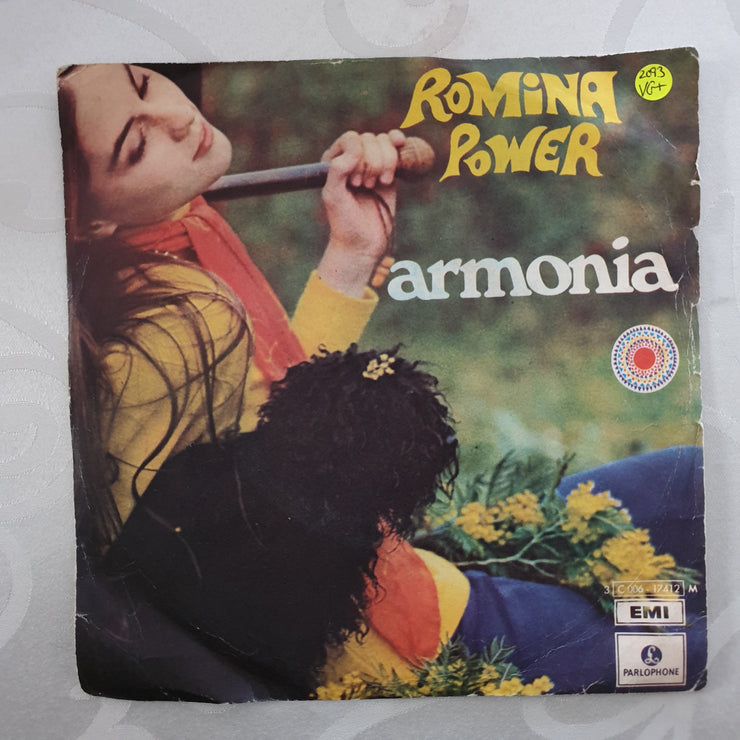 ROMINA
POWER
2093
VG+
armonia
3 C 006 - 17412 M
EMI
PARLOPHONE